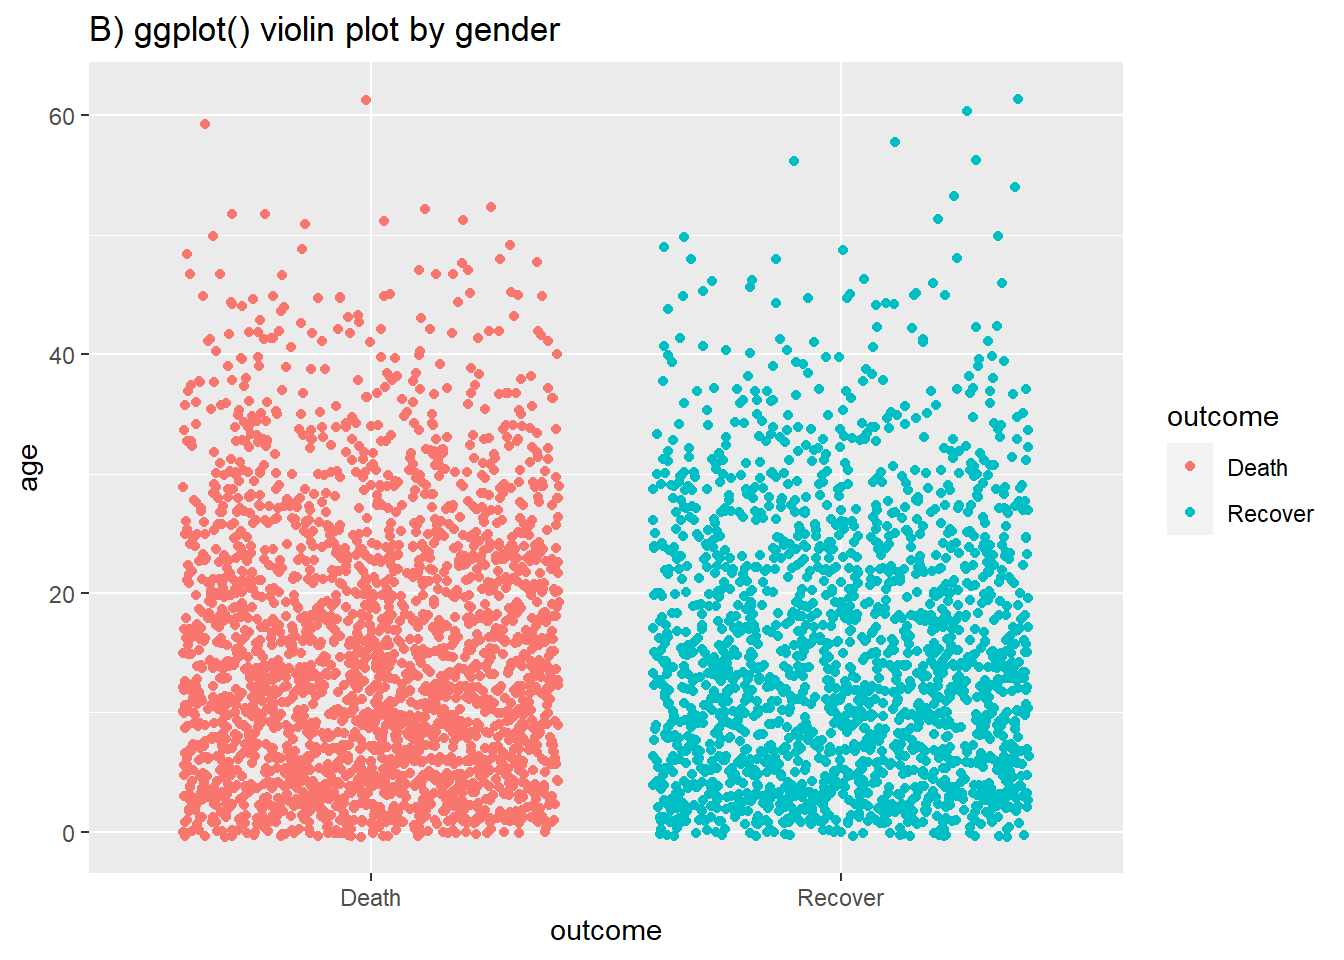 B) ggplot() violin plot by gender
60
40
20
0
age
Death
Recover
outcome
outcome
Death
Recover